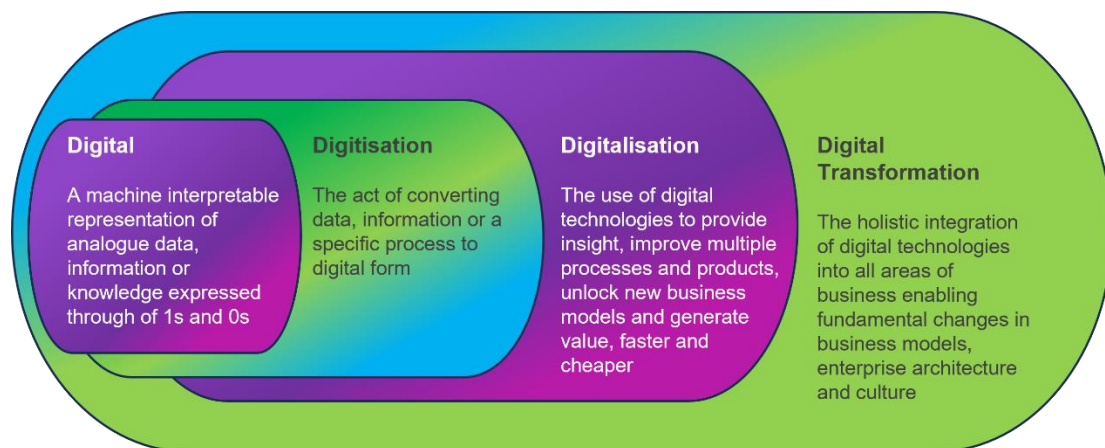 Digital
A machine interpretable
representation of
analogue data,
information or
knowledge expressed
through of 1s and 0s
Digitisation
The act of converting
data, information or a
specific process to
digital form
Digitalisation
The use of digital
technologies to provide
insight, improve multiple
processes and products,
unlock new business
models and generate
value, faster and
cheaper
Digital
Transformation
The holistic integration
of digital technologies
into all areas of
business enabling
fundamental changes in
business models,
enterprise architecture
and culture